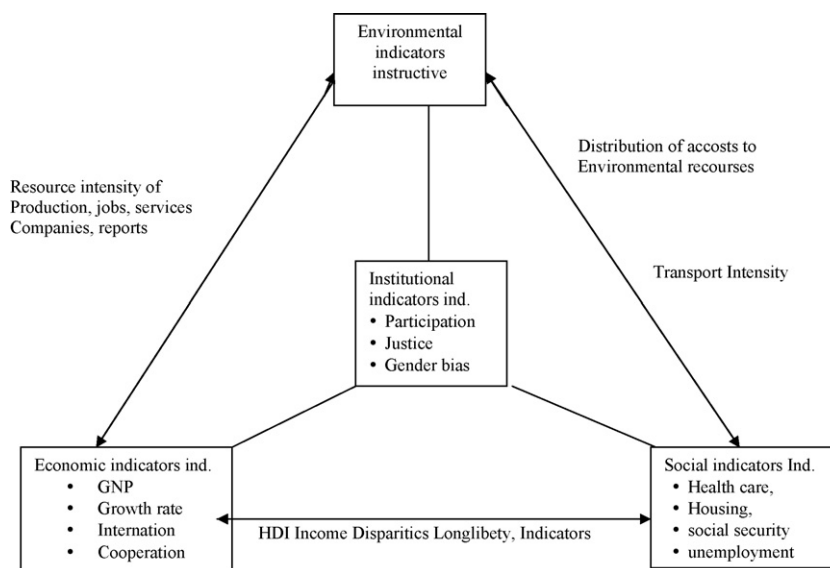 Environmental
indicators
instructive
Distribution of accosts to
Environmental recourses
Resource intensity of
Production, jobs, services
Companies, reports
Transport Intensity
Institutional
indicators ind.
• Participation
• Justice
• Gender bias
Economic indicators ind.
• GNP
• Growth rate
• Internation
• Cooperation
HDI Income Disparitics Longlibety, Indicators
Social indicators Ind.
• Health care,
• Housing,
• social security
• unemployment